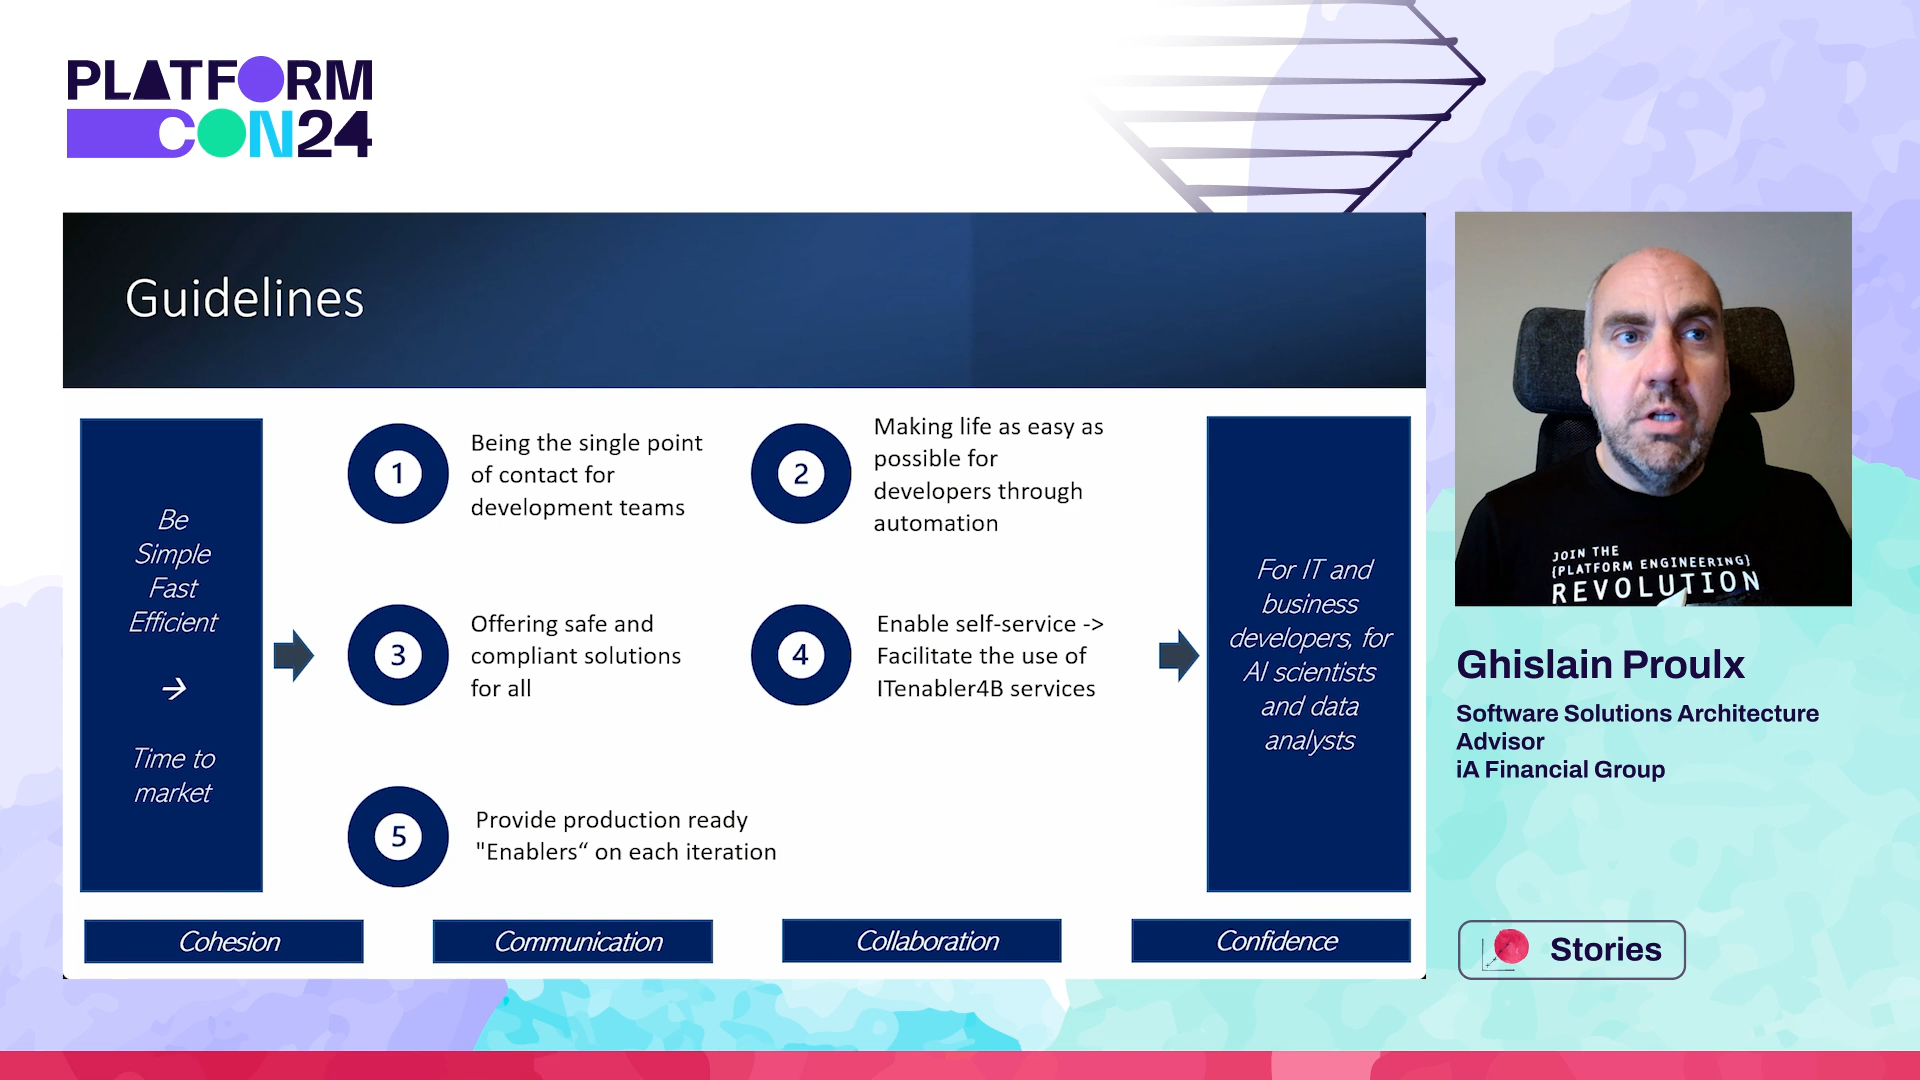 PLATFORM
CON24
Guidelines
Be
Simple
Fast
Efficient
→
Time to
market
1
Being the single point
of contact for
development teams
2
Making life as easy as
possible for
developers through
automation
3
Offering safe and
compliant solutions
for all
4
Enable self-service ->
Facilitate the use of
ITenabler4B services
5
Provide production ready
"Enablers“ on each iteration
For IT and
business
developers, for
AI scientists
and data
analysts
Cohesion
Communication
Collaboration
Confidence
JOIN THE
{PLATFORM ENGINEERING}
REVOLUTION
Ghislain Proulx
Software Solutions Architecture
Advisor
iA Financial Group
Stories